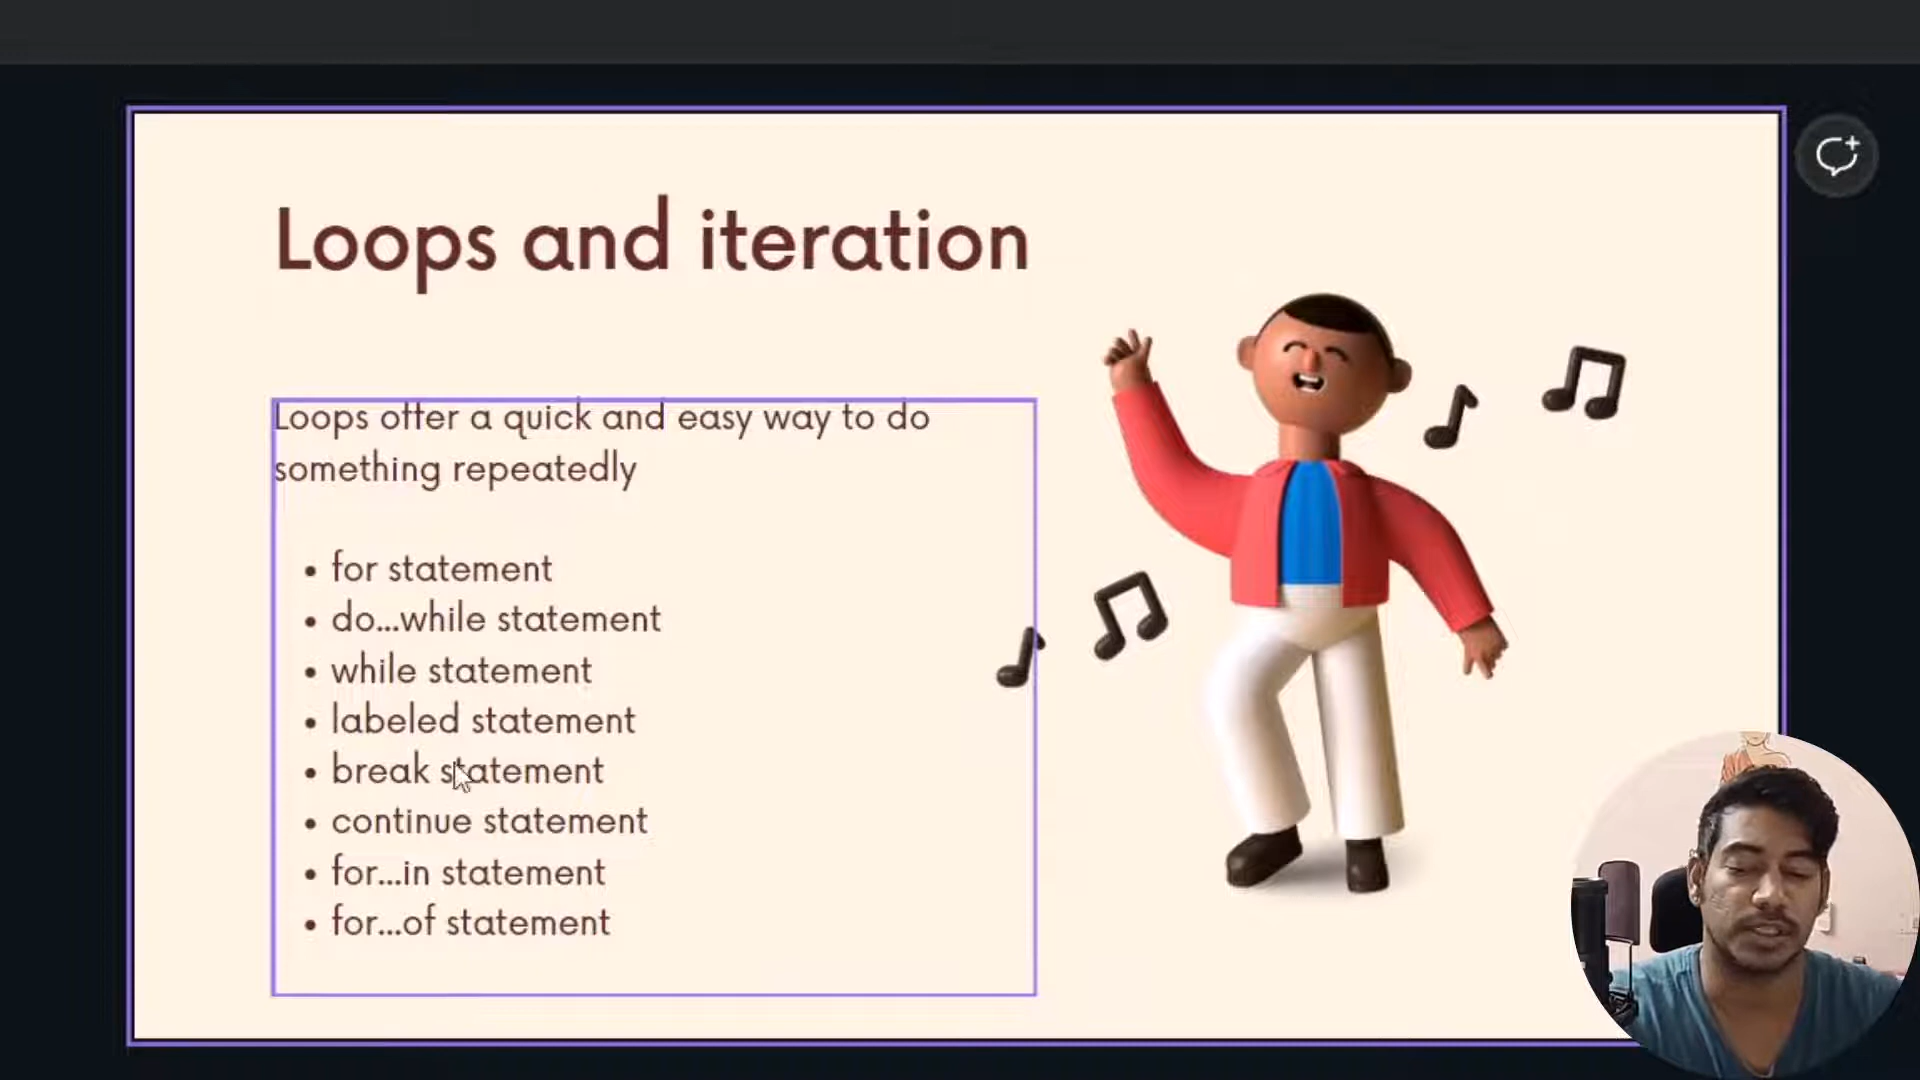 Loops and iteration
Loops offer a quick and easy way to do
something repeatedly
• for statement
• do...while statement
• while statement
• labeled statement
• break statement
• continue statement
• for...in statement
• for...of statement